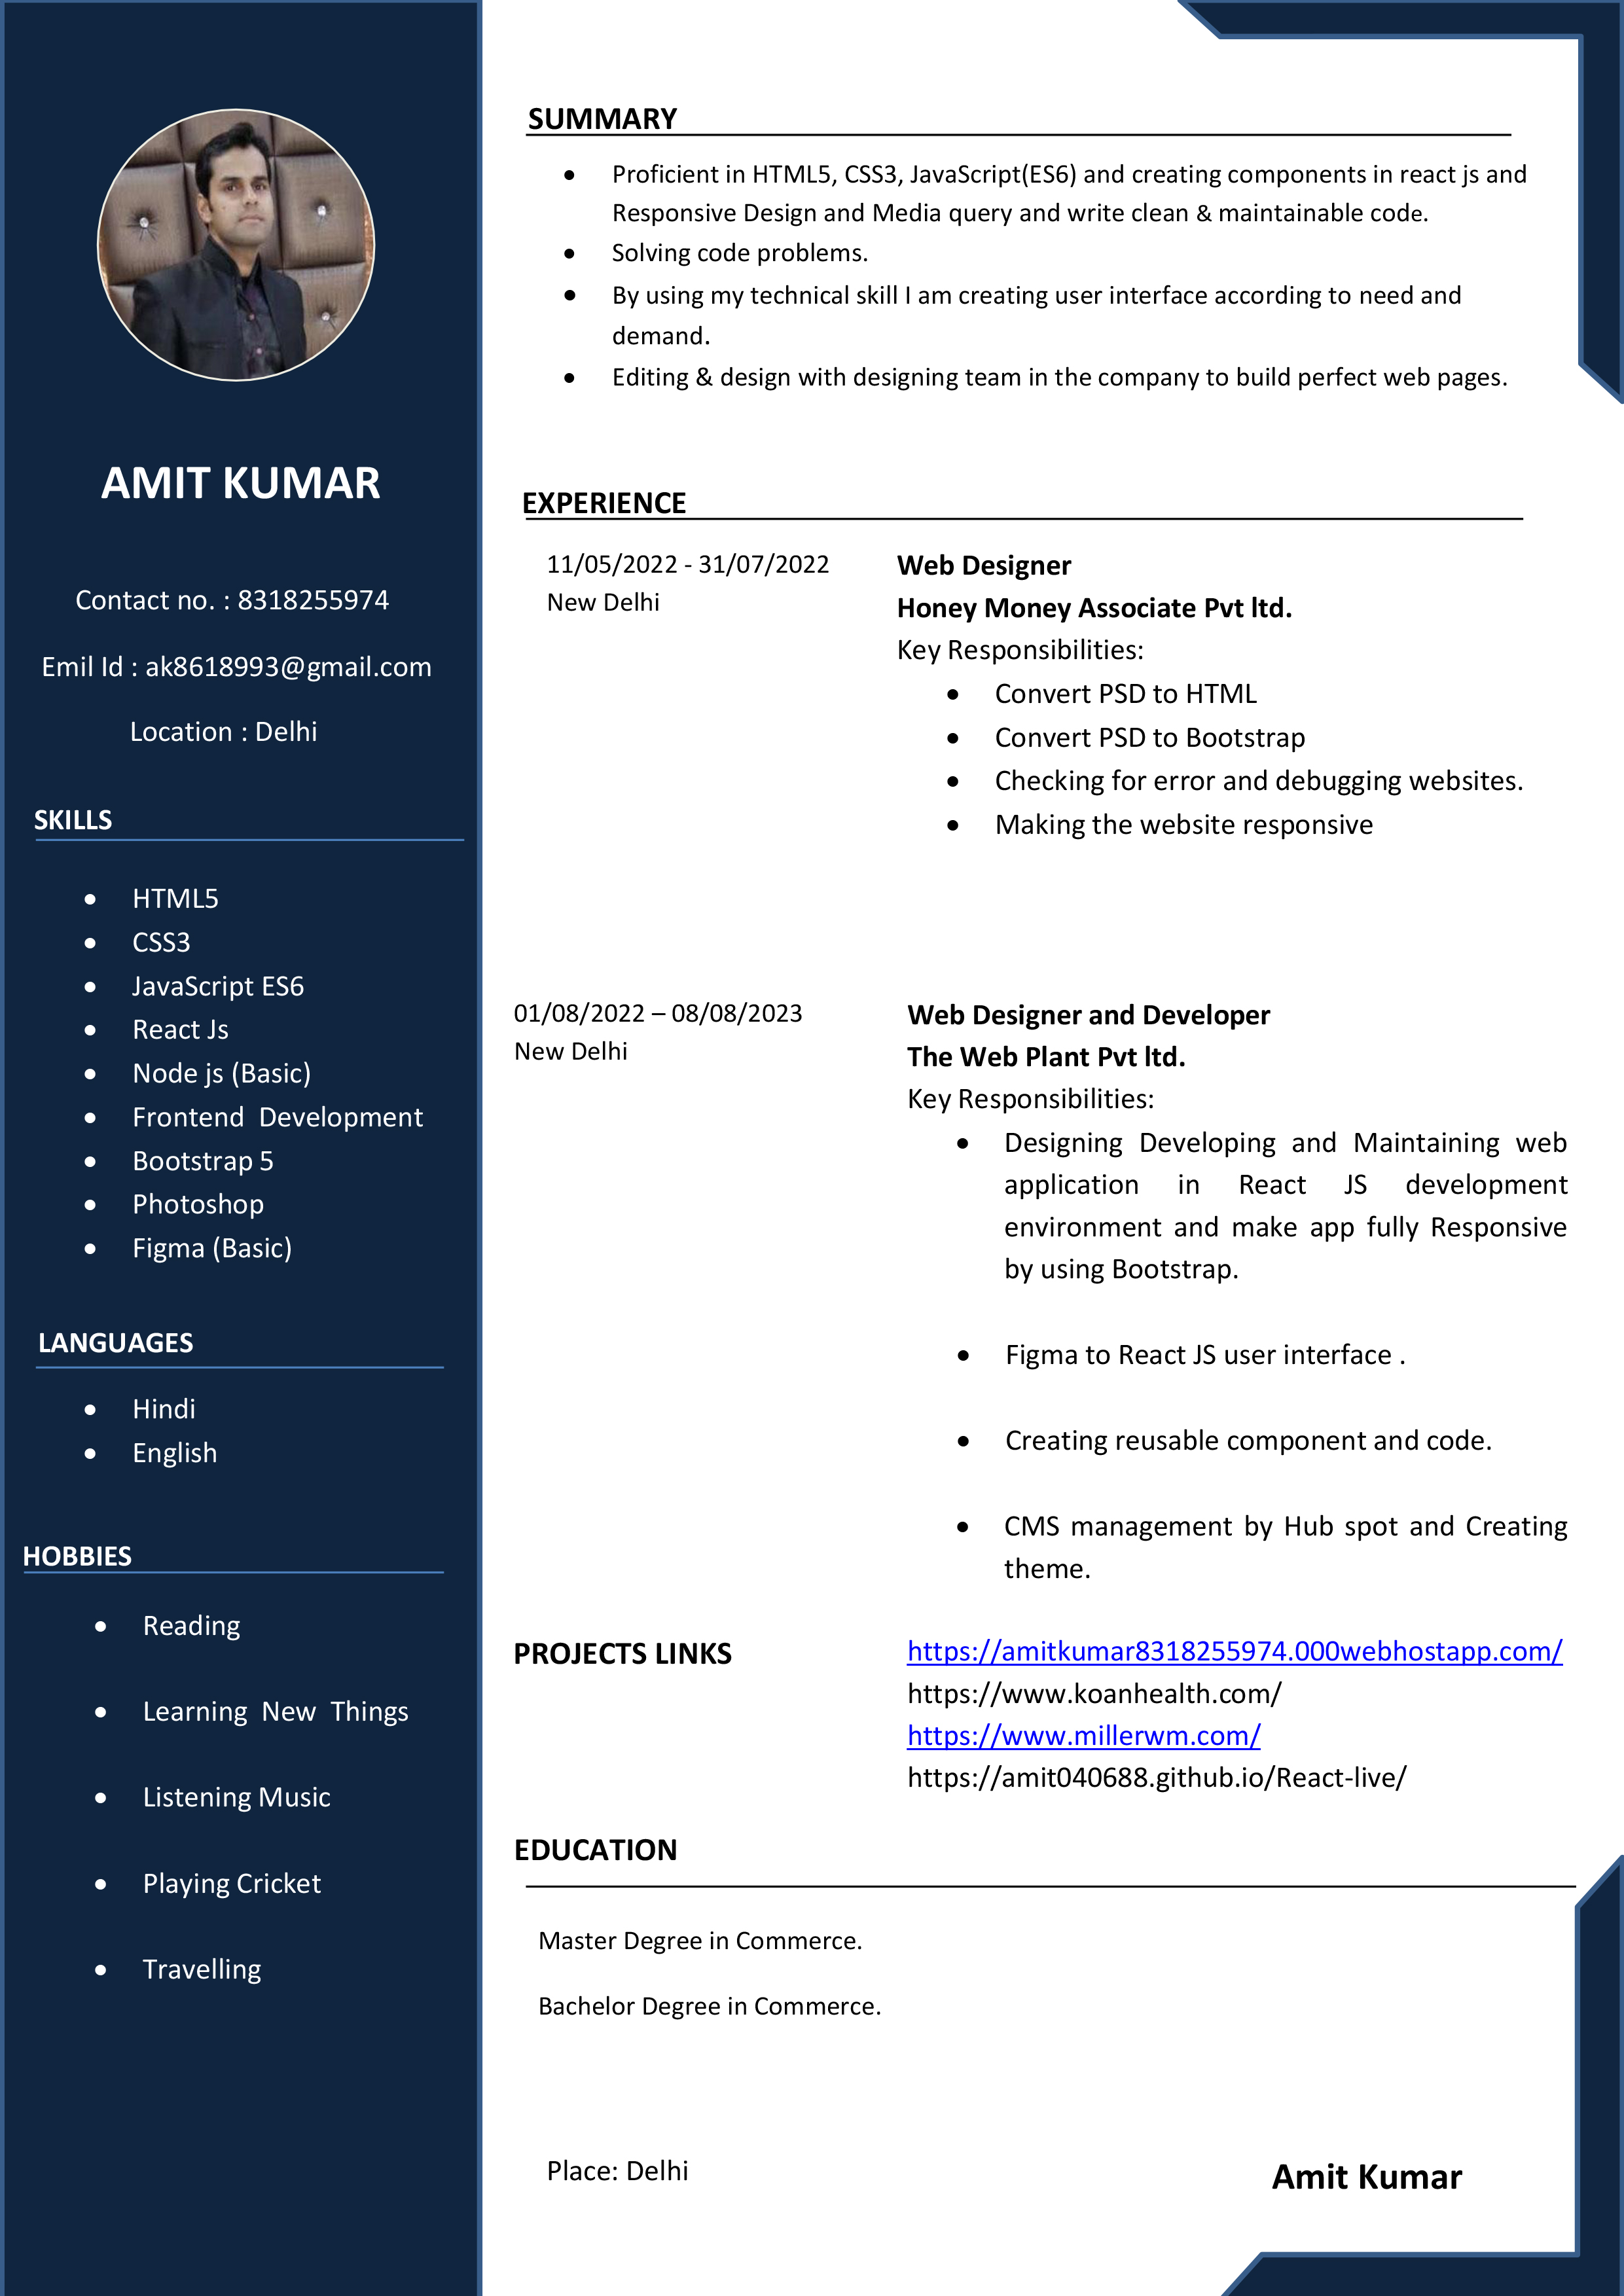 AMIT KUMAR
Contact no. : 8318255974
Emil Id : ak8618993@gmail.com
Location : Delhi
SKILLS
• HTML5
• CSS3
• JavaScript ES6
• React Js
• Node js (Basic)
• Frontend Development
• Bootstrap 5
• Photoshop
• Figma (Basic)
LANGUAGES
• Hindi
• English
HOBBIES
• Reading
• Learning New Things
• Listening Music
• Playing Cricket
• Travelling
SUMMARY
• Proficient in HTML5, CSS3, JavaScript(ES6) and creating components in react js and
Responsive Design and Media query and write clean & maintainable code.
• Solving code problems.
• By using my technical skill I am creating user interface according to need and
demand.
• Editing & design with designing team in the company to build perfect web pages.
EXPERIENCE
11/05/2022 - 31/07/2022
New Delhi
Web Designer
Honey Money Associate Pvt ltd.
Key Responsibilities:
• Convert PSD to HTML
• Convert PSD to Bootstrap
• Checking for error and debugging websites.
• Making the website responsive
01/08/2022 – 08/08/2023
New Delhi
Web Designer and Developer
The Web Plant Pvt ltd.
Key Responsibilities:
• Designing Developing and Maintaining web
application in React JS development
environment and make app fully Responsive
by using Bootstrap.
• Figma to React JS user interface .
• Creating reusable component and code.
• CMS management by Hub spot and Creating
theme.
PROJECTS LINKS
https://amitkumar8318255974.000webhostapp.com/
https://www.koanhealth.com/
https://www.millerwm.com/
https://amit040688.github.io/React-live/
EDUCATION
Master Degree in Commerce.
Bachelor Degree in Commerce.
Place: Delhi
Amit Kumar